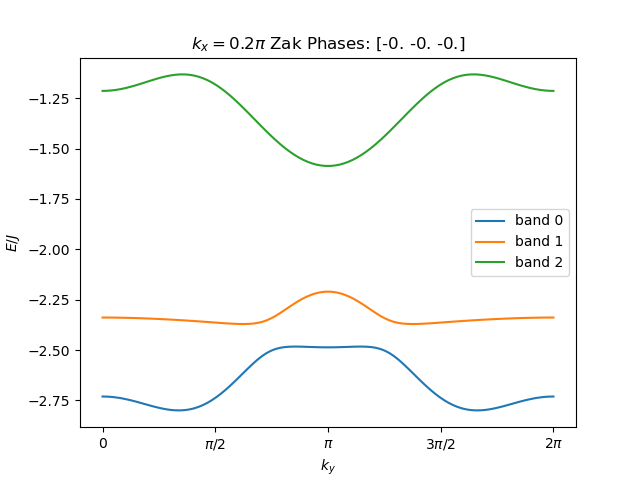 $k_x = 0.2\pi$ Zak Phases: [-0. -0. -0.]
−1.25
−1.50
−1.75
−2.00
−2.25
−2.50
−2.75
E/J
band 0
band 1
band 2
0 π/2 π 3π/2 2π
$k_y$